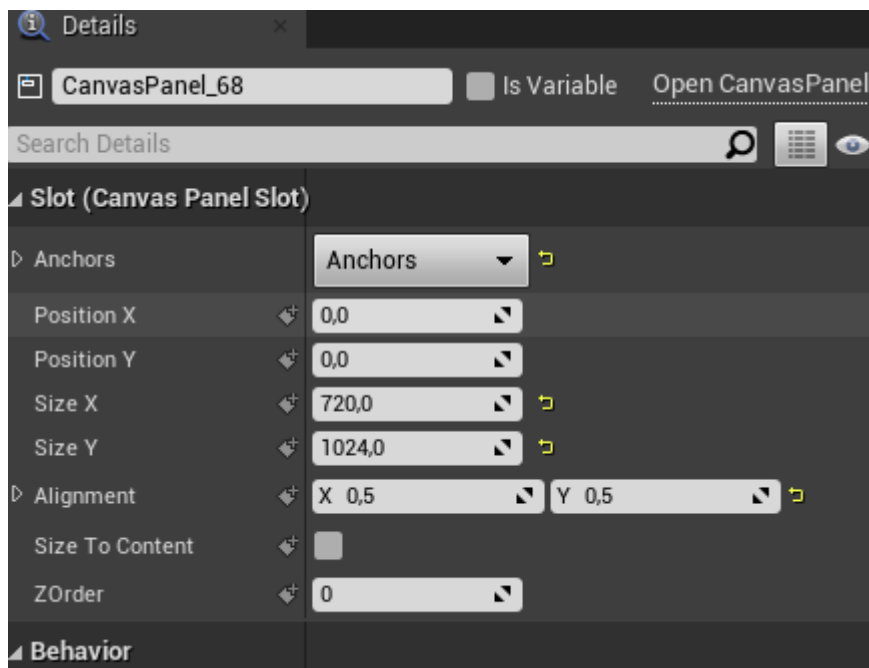 Details
CanvasPanel_68 Is Variable Open CanvasPanel
Search Details
Slot (Canvas Panel Slot)
Anchors Anchors
Position X 0,0
Position Y 0,0
Size X 720,0
Size Y 1024,0
Alignment X 0,5 Y 0,5
Size To Content
ZOrder 0
Behavior